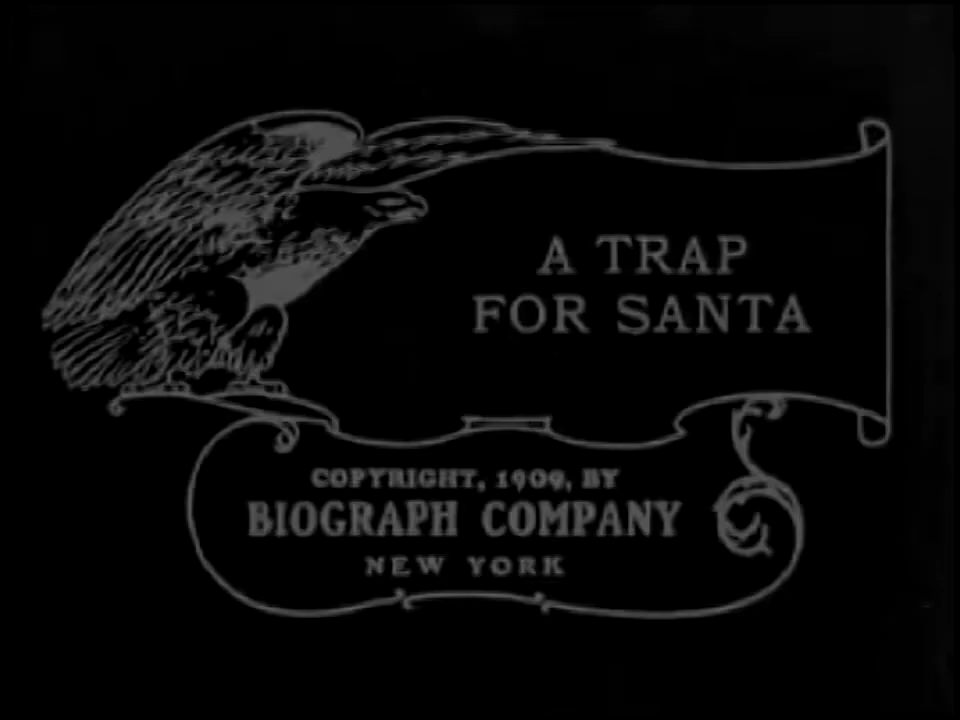 A TRAP
FOR SANTA
COPYRIGHT, 1909, BY
BIOGRAPH COMPANY
NEW YORK